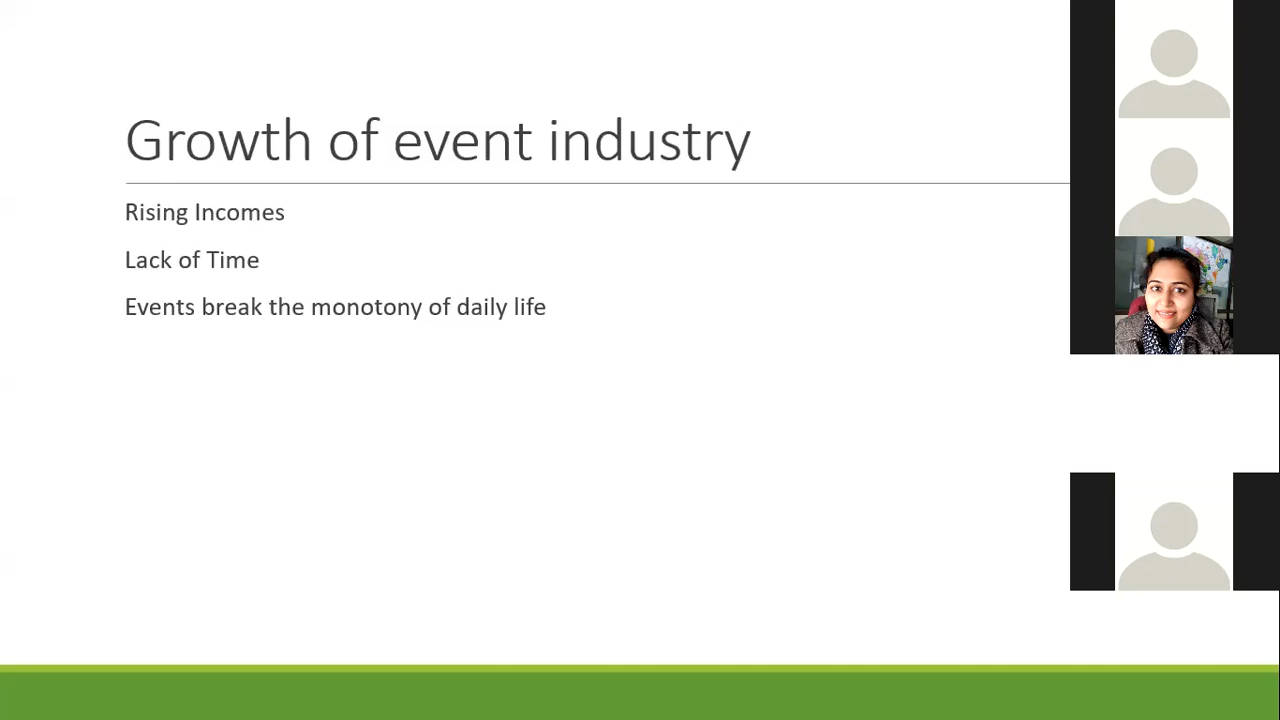 Growth of event industry
Rising Incomes
Lack of Time
Events break the monotony of daily life